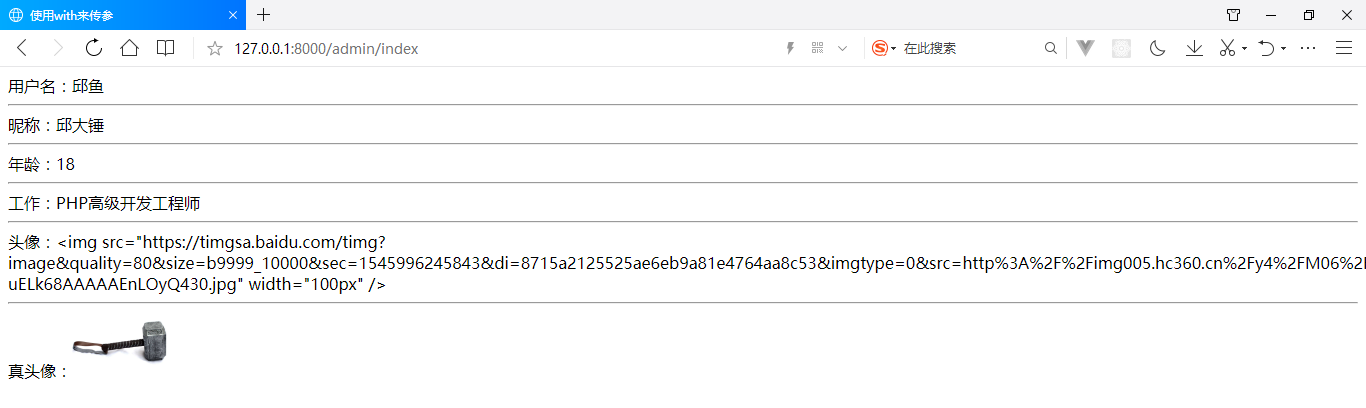 使用with来传参
127.0.0.1:8000/admin/index
在此搜索
用户名：邱鱼
昵称：邱大锤
年龄：18
工作：PHP高级开发工程师
头像：<img src="https://timgsa.baidu.com/timg?
image&quality=80&size=b9999_10000&sec=1545996245843&di=8715a2125525ae6eb9a81e4764aa8c53&imgtype=0&src=http%3A%2F%2Fimg005.hc360.cn%2Fy4%2FM06%2
uELk68AAAAAEnLOyQ430.jpg" width="100px" />
真头像：